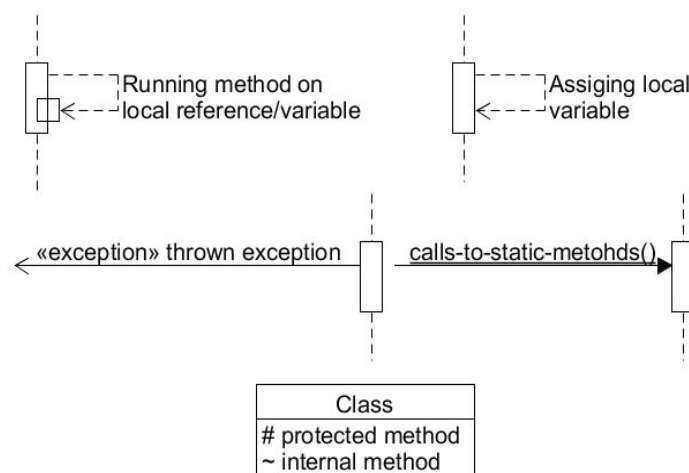 Running method on
local reference/variable
Assiging local
variable
«exception» thrown exception
calls-to-static-metohds()
Class
# protected method
~ internal method